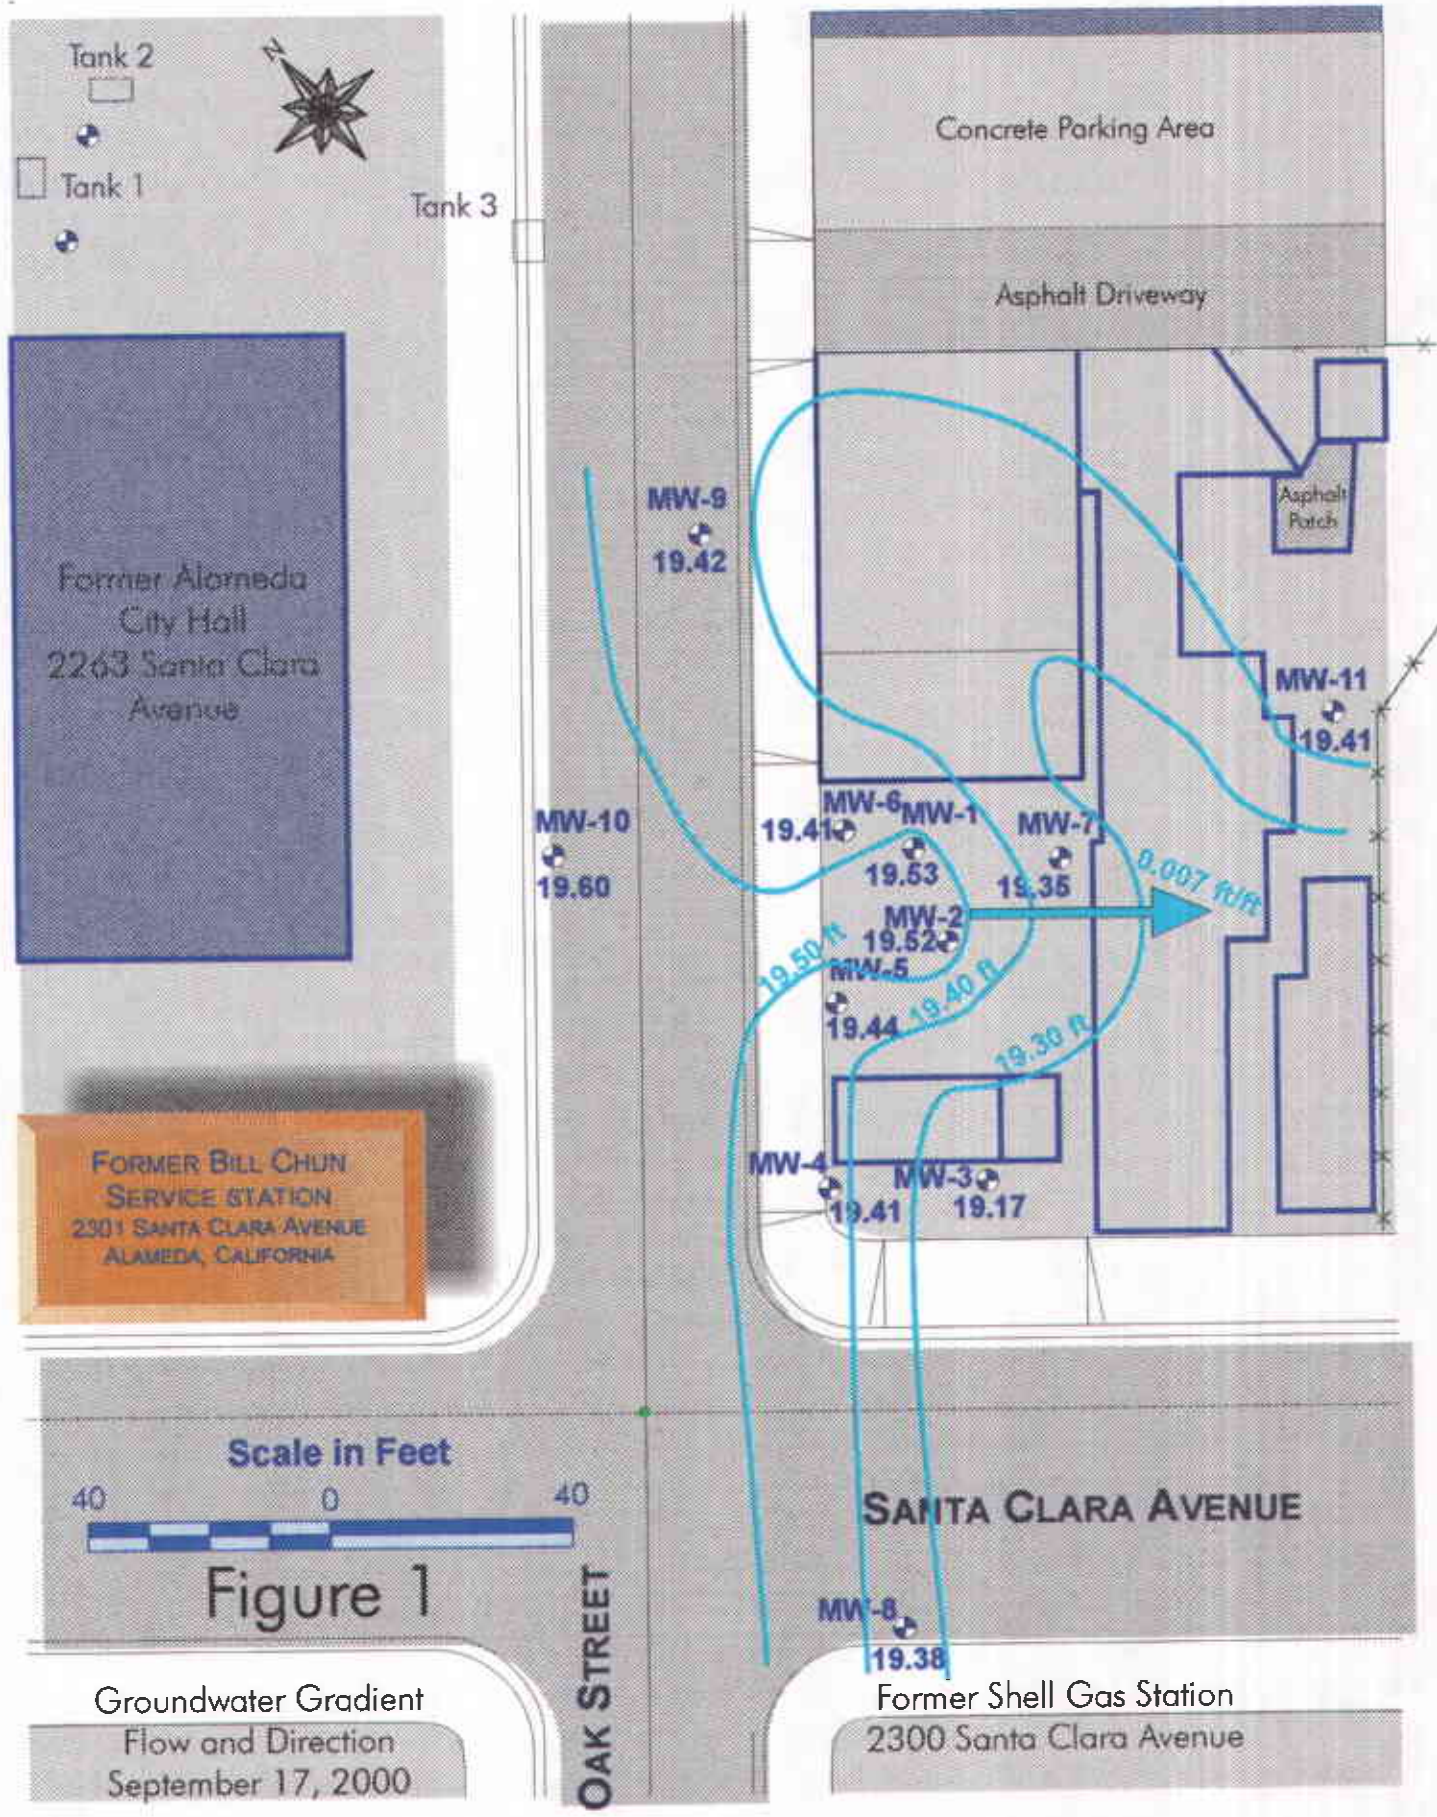 Tank 2
N
Tank 1
Tank 3
Concrete Parking Area
Asphalt Driveway
Asphalt
Patch
MW-9
19.42
Former Alameda
City Hall
2263 Santa Clara
Avenue
MW-11
19.41
MW-10
19.60
MW-6
19.41
MW-1
19.53
MW-7
19.35
0.007 ft/ft
MW-2
19.52
19.50 ft
MW-5
19.44
19.40 ft
19.30 ft
MW-4
19.41
MW-3
19.17
FORMER BILL CHUN
SERVICE STATION
2301 SANTA CLARA AVENUE
ALAMEDA, CALIFORNIA
Scale in Feet
40 0 40
Figure 1
SANTA CLARA AVENUE
OAK STREET
MW-8
19.38
Groundwater Gradient
Flow and Direction
September 17, 2000
Former Shell Gas Station
2300 Santa Clara Avenue